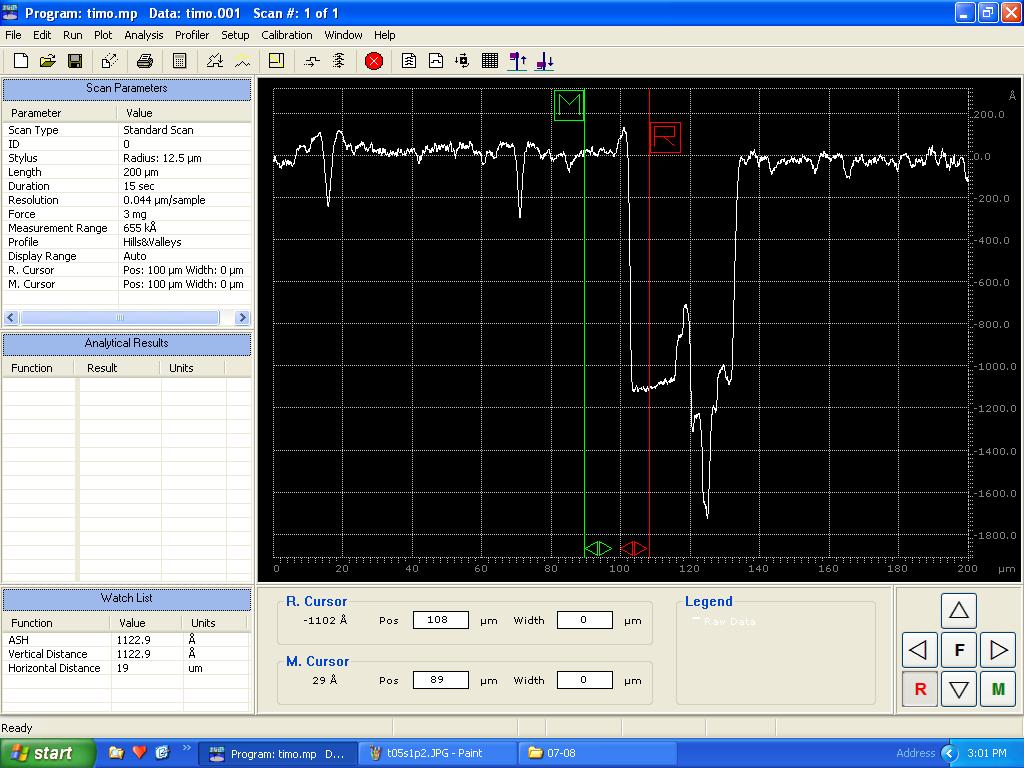 Program: timo.mp   Data: timo.001   Scan #: 1 of 1
File Edit Run Plot Analysis Profiler Setup Calibration Window Help
Scan Parameters
Parameter Value
Scan Type Standard Scan
ID 0
Stylus Radius: 12.5 µm
Length 200 µm
Duration 15 sec
Resolution 0.044 µm/sample
Force 3 mg
Measurement Range 655 kÅ
Profile Hills&Valleys
Display Range Auto
R. Cursor Pos: 100 µm Width: 0 µm
M. Cursor Pos: 100 µm Width: 0 µm
Analytical Results
Function Result Units
Watch List
Function Value Units
ASH 1122.9 Å
Vertical Distance 1122.9 Å
Horizontal Distance 19 um
M
R
Å
200.0
0.0
-200.0
-400.0
-600.0
-800.0
-1000.0
-1200.0
-1400.0
-1600.0
-1800.0
0 20 40 60 80 100 120 140 160 180 200 µm
R. Cursor
-1102 Å Pos 108 µm Width 0 µm
M. Cursor
29 Å Pos 89 µm Width 0 µm
Legend
Raw Data
F
R M
Ready
start
Program: timo.mp D...
t05s1p2.JPG - Paint
07-08
Address
3:01 PM